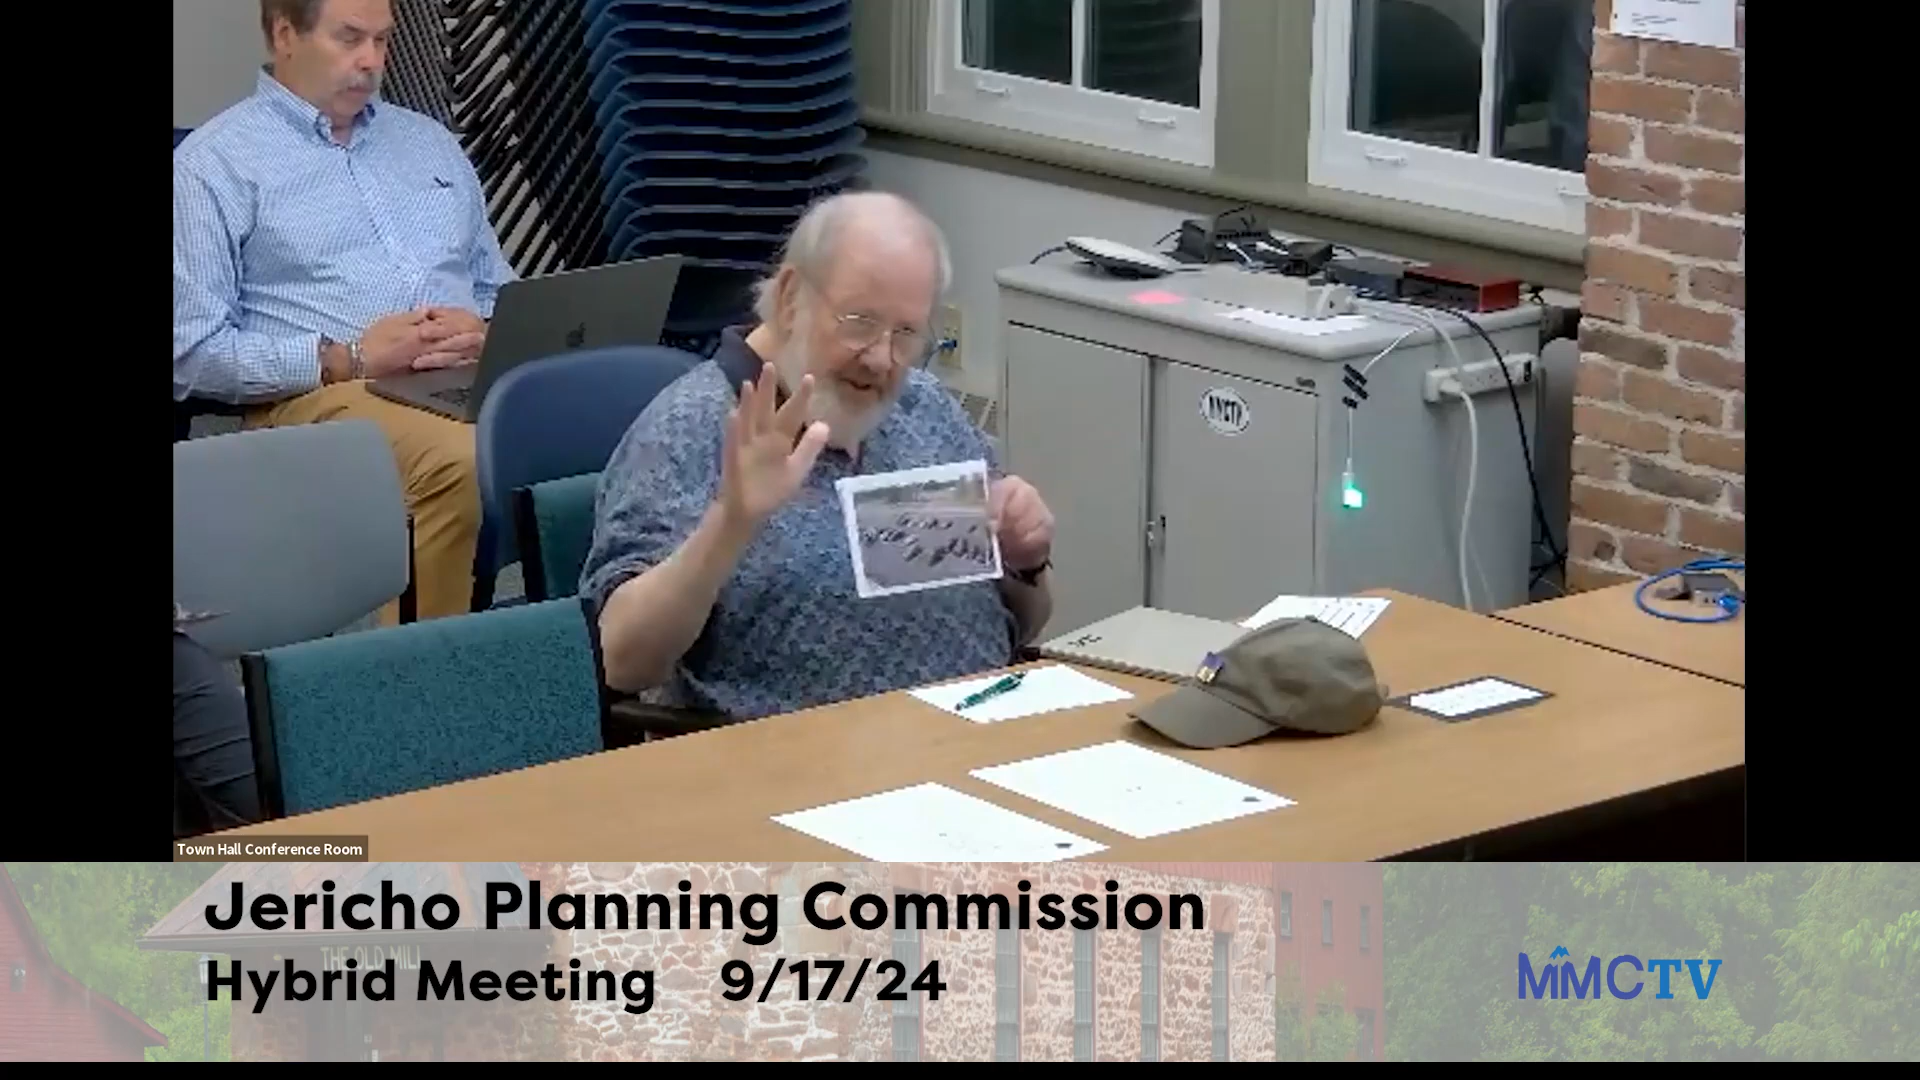 MMCTV
Town Hall Conference Room
Jericho Planning Commission
THE OLD MILL
Hybrid Meeting 9/17/24
MMCTV